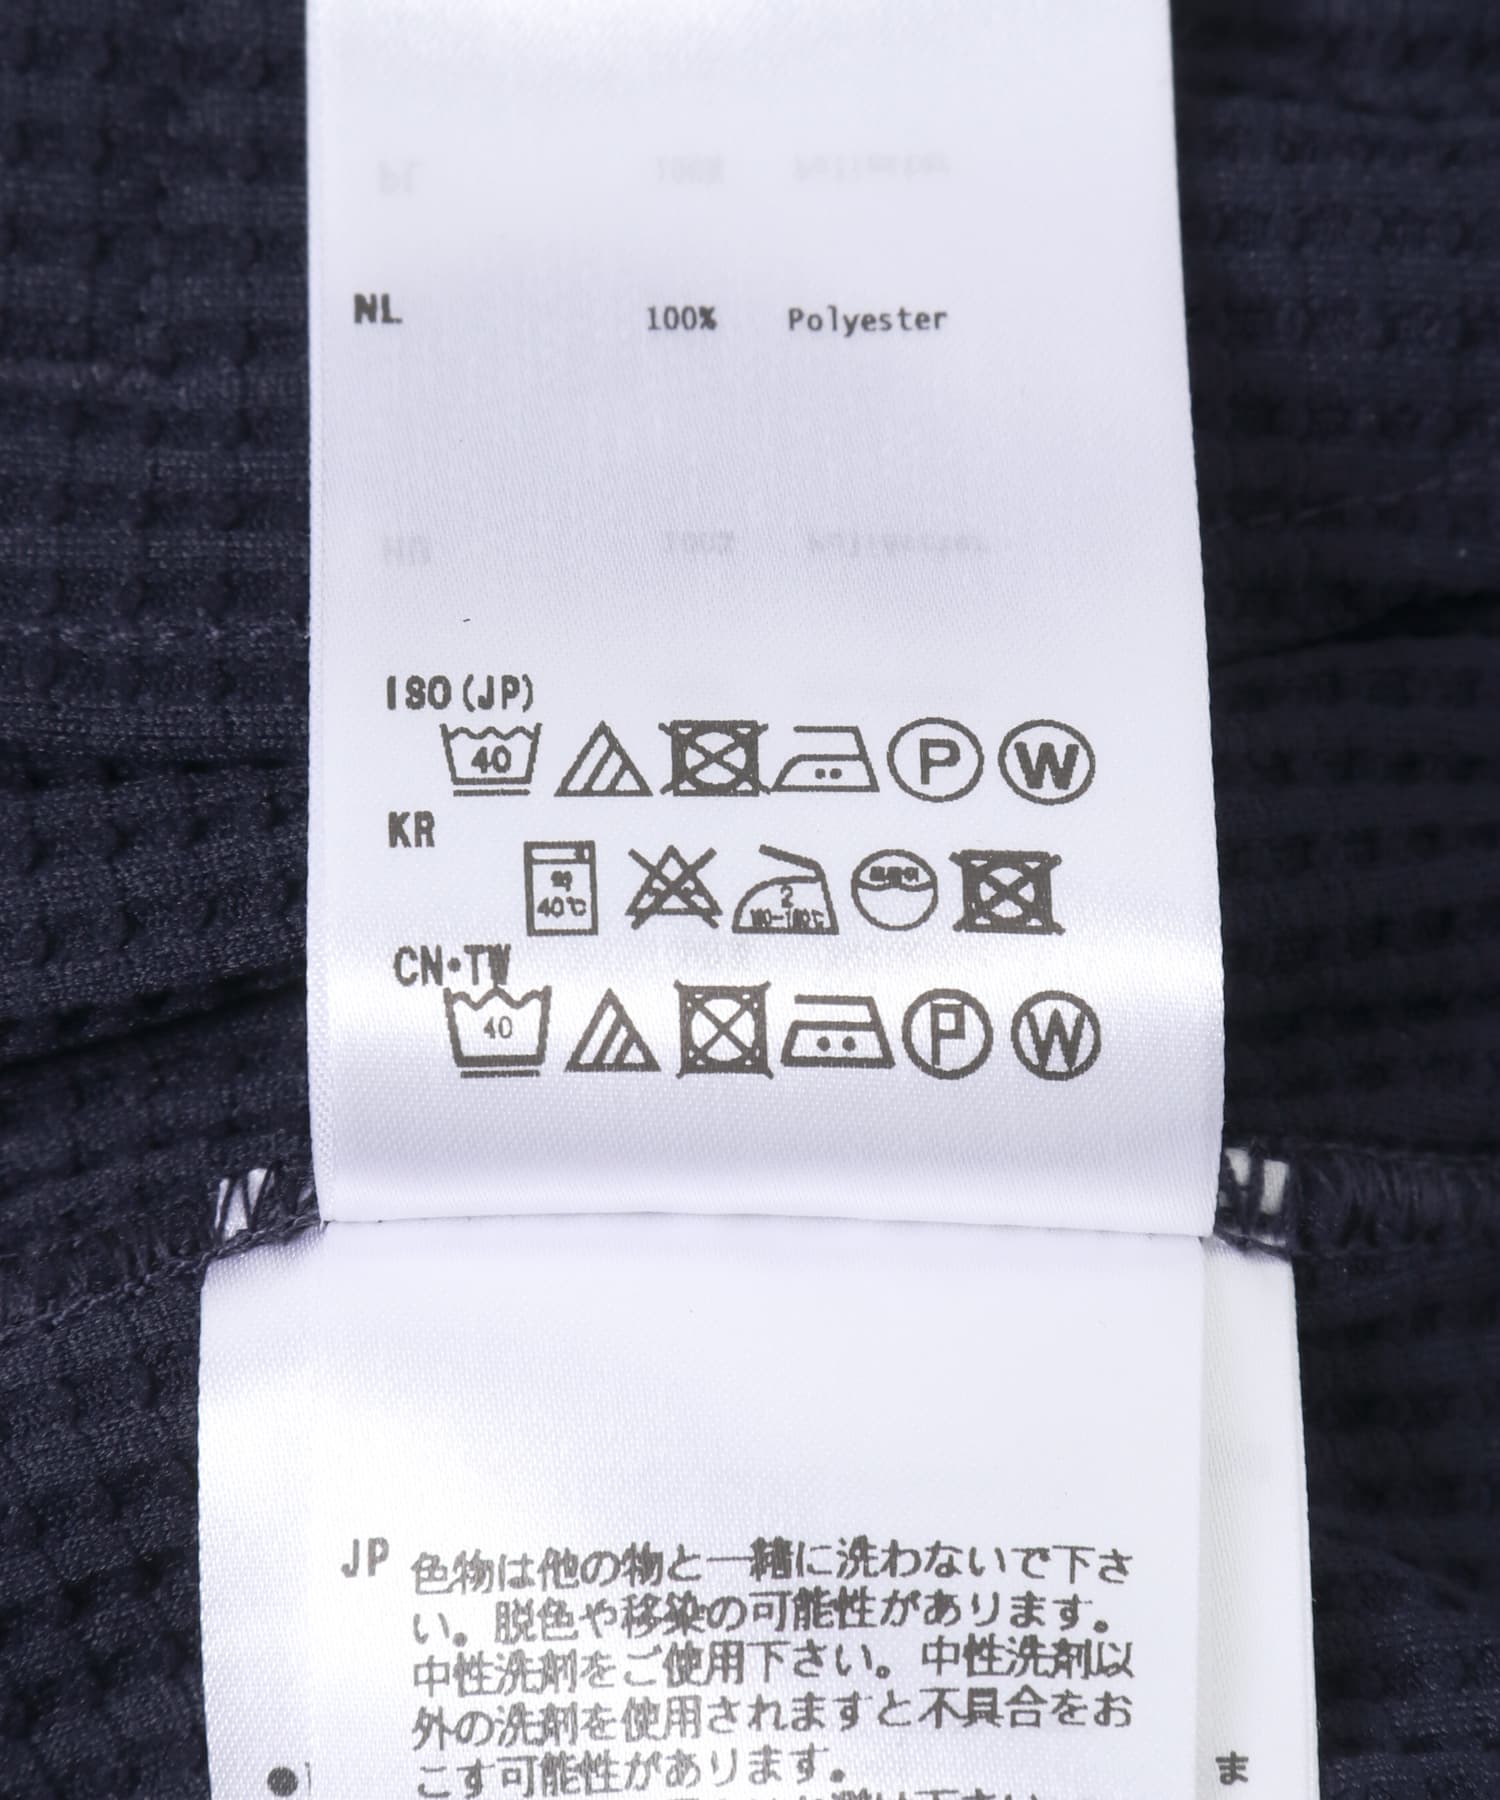 NL 100% Polyester
ISO(JP)
40 P W
KR
40℃ 2
CN•TW
40 P W
JP 色物は他の物と一緒に洗わないで下さ
い。脱色や移染の可能性があります。
中性洗剤をご使用下さい。中性洗剤以
外の洗剤を使用されますと不具合をお
こす可能性があります。
ま